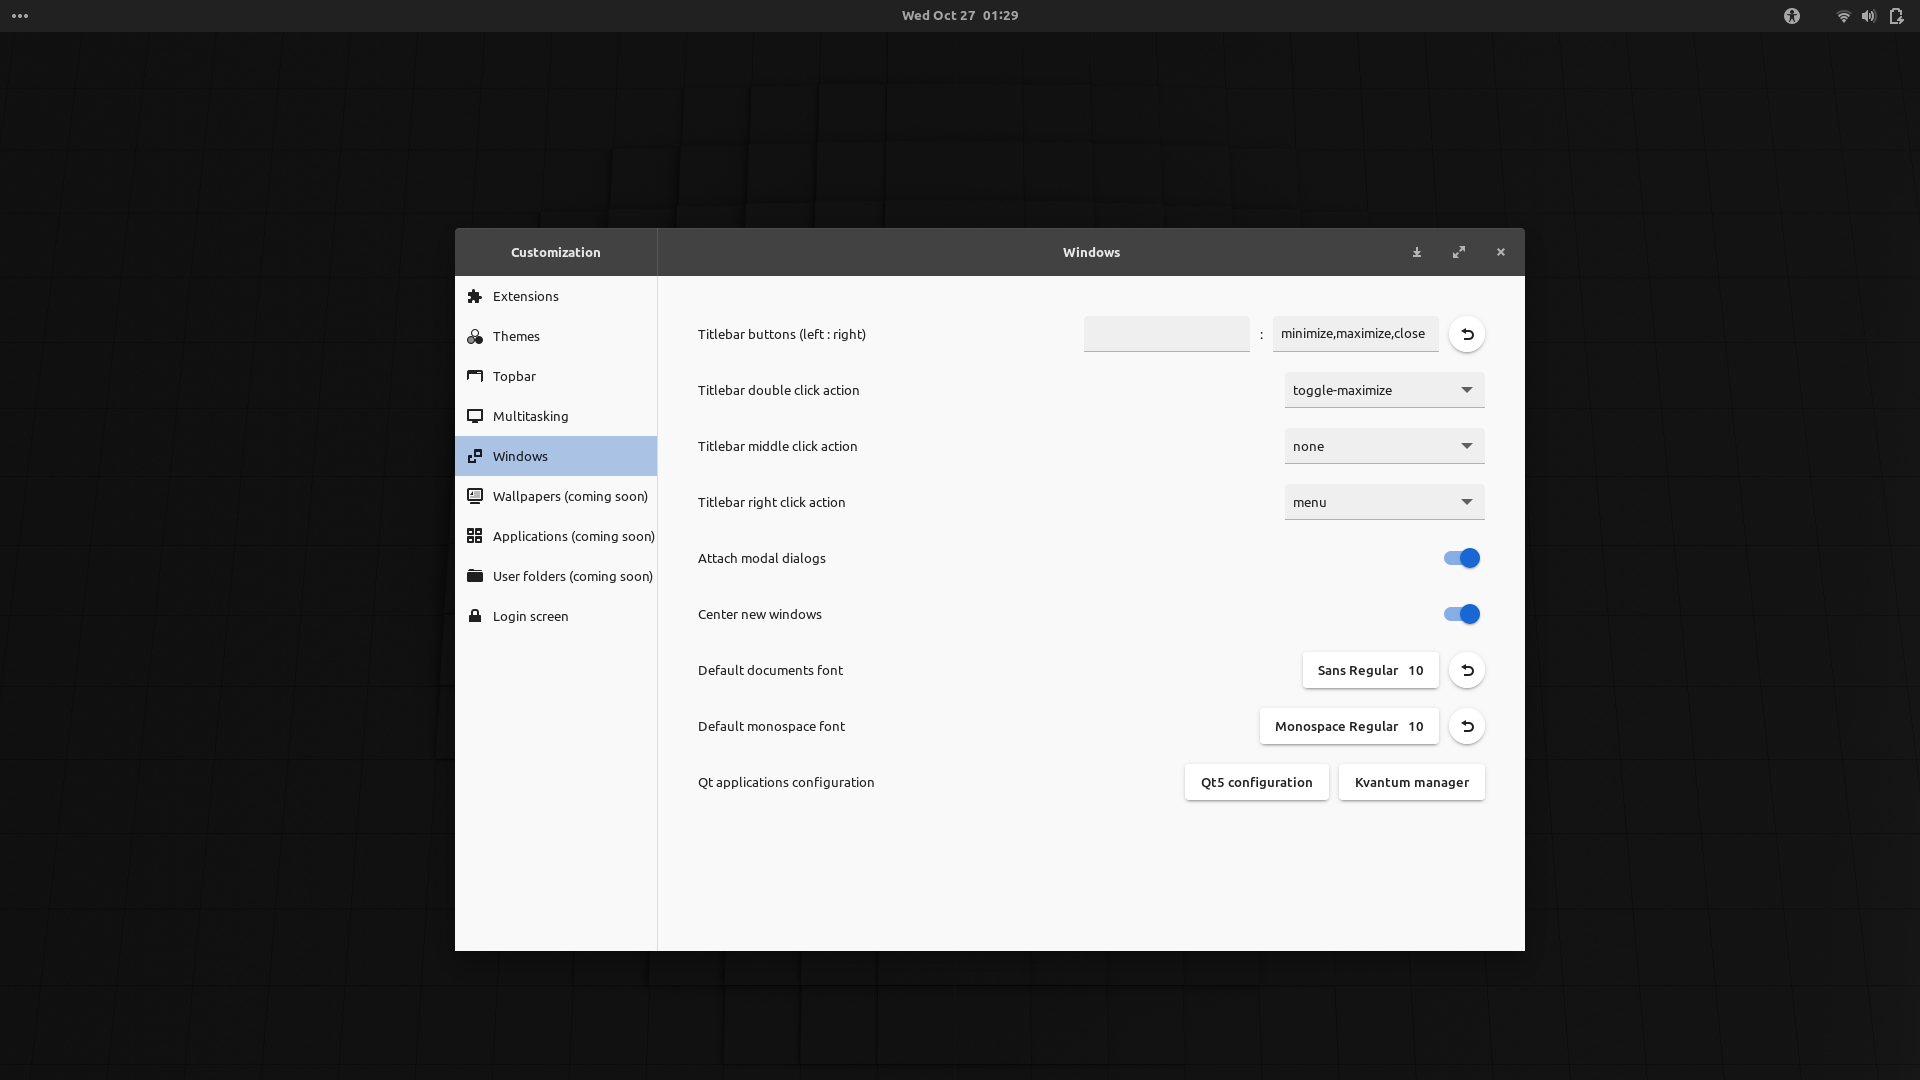 Wed Oct 27 01:29
Customization
Windows
Extensions
Themes
Topbar
Multitasking
Windows
Wallpapers (coming soon)
Applications (coming soon)
User folders (coming soon)
Login screen
Titlebar buttons (left : right) : minimize,maximize,close
Titlebar double click action toggle-maximize
Titlebar middle click action none
Titlebar right click action menu
Attach modal dialogs
Center new windows
Default documents font Sans Regular 10
Default monospace font Monospace Regular 10
Qt applications configuration Qt5 configuration Kvantum manager